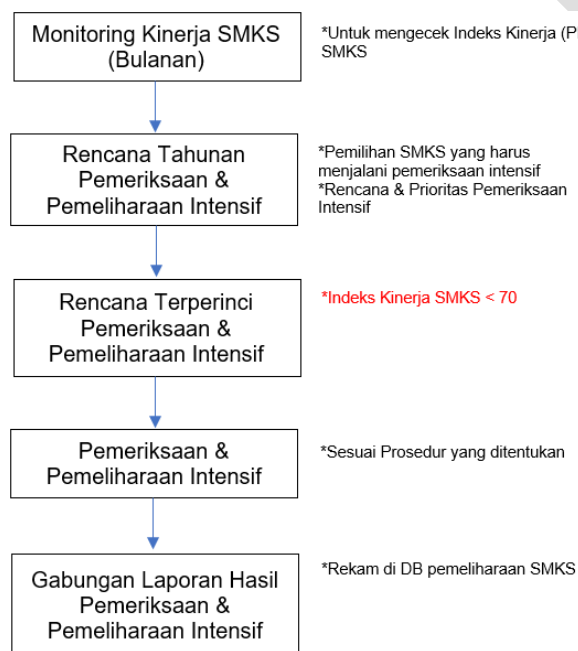 Monitoring Kinerja SMKS
(Bulanan)
*Untuk mengecek Indeks Kinerja
SMKS
Rencana Tahunan
Pemeriksaan &
Pemeliharaan Intensif
*Pemilihan SMKS yang harus
menjalani pemeriksaan intensif
*Rencana & Prioritas Pemeriksaan
Intensif
Rencana Terperinci
Pemeriksaan &
Pemeliharaan Intensif
*Indeks Kinerja SMKS < 70
Pemeriksaan &
Pemeliharaan Intensif
*Sesuai Prosedur yang ditentukan
Gabungan Laporan Hasil
Pemeriksaan &
Pemeliharaan Intensif
*Rekam di DB pemeliharaan SMKS